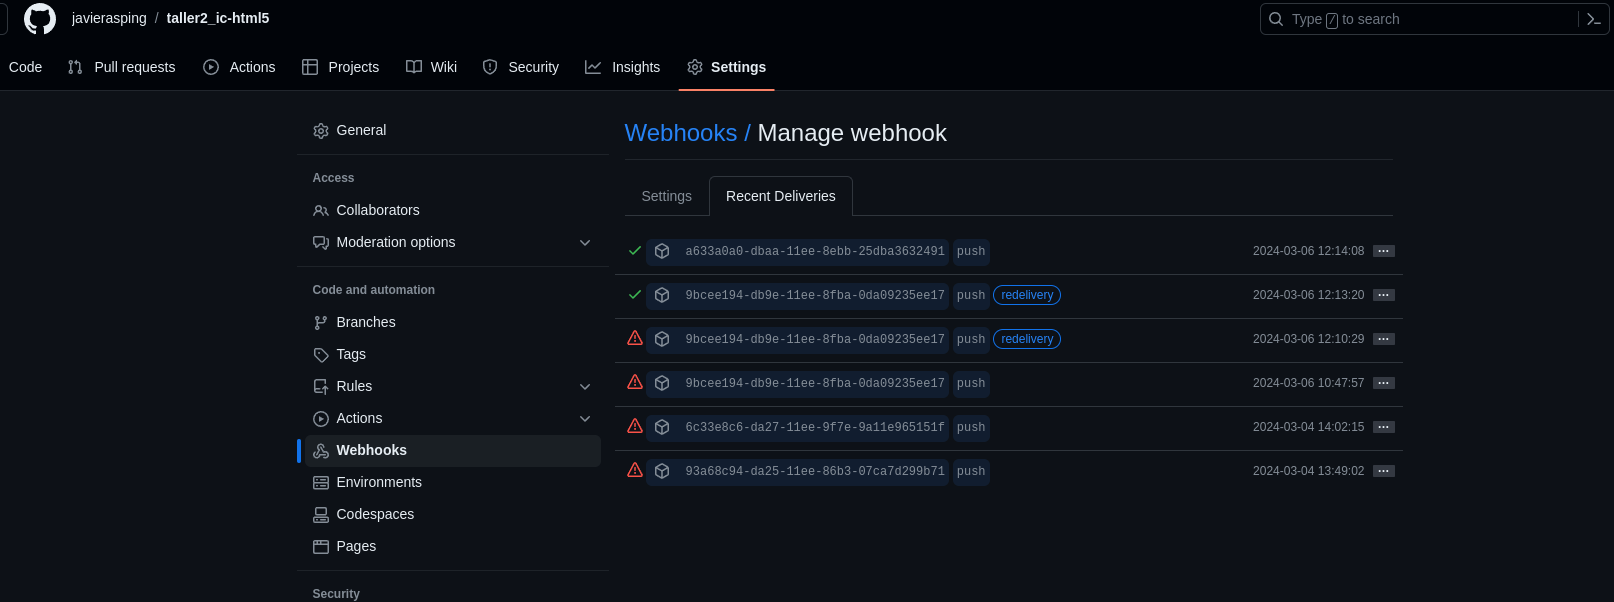 javierasping / taller2_ic-html5
Type / to search
Code Pull requests Actions Projects Wiki Security Insights Settings
General
Access
Collaborators
Moderation options
Code and automation
Branches
Tags
Rules
Actions
Webhooks
Environments
Codespaces
Pages
Security
Webhooks / Manage webhook
Settings Recent Deliveries
a633a0a0-dbaa-11ee-8ebb-25dba3632491 push 2024-03-06 12:14:08
9bcee194-db9e-11ee-8fba-0da09235ee17 push redelivery 2024-03-06 12:13:20
9bcee194-db9e-11ee-8fba-0da09235ee17 push redelivery 2024-03-06 12:10:29
9bcee194-db9e-11ee-8fba-0da09235ee17 push 2024-03-06 10:47:57
6c33e8c6-da27-11ee-9f7e-9a11e965151f push 2024-03-04 14:02:15
93a68c94-da25-11ee-86b3-07ca7d299b71 push 2024-03-04 13:49:02